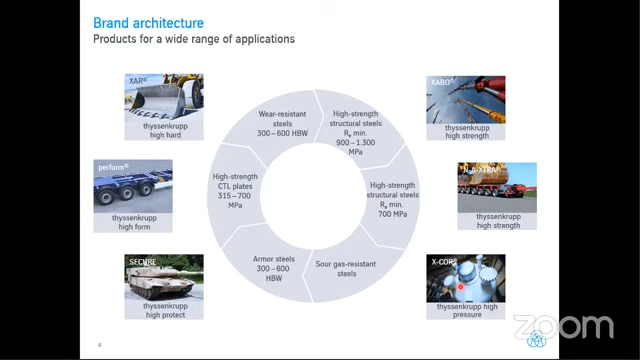 Brand architecture
Products for a wide range of applications
XAR®
thyssenkrupp
high hard
perform®
thyssenkrupp
high form
SECURE
thyssenkrupp
high protect
Wear-resistant
steels
300 – 600 HBW
High-strength
structural steels
Re min.
900 – 1.300
MPa
High-strength
CTL plates
315 – 700
MPa
High-strength
structural steels
Re min.
700 MPa
Armor steels
300 – 600
HBW
Sour gas-resistant
steels
XABO®
thyssenkrupp
high strength
N-A-XTRA®
thyssenkrupp
high strength
X-COR®
thyssenkrupp high
pressure
8
zoom